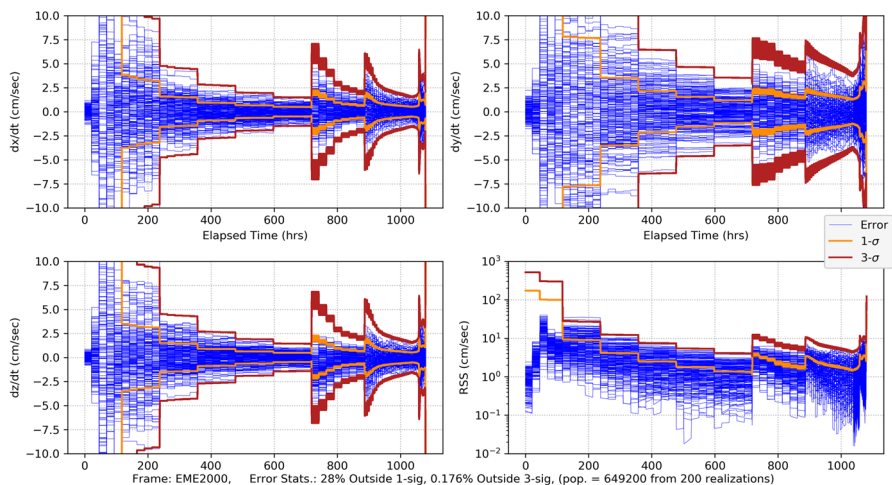 10.0
7.5
5.0
2.5
0.0
−2.5
−5.0
−7.5
−10.0
dx/dt (cm/sec)
0 200 400 600 800 1000
Elapsed Time (hrs)
10.0
7.5
5.0
2.5
0.0
−2.5
−5.0
−7.5
−10.0
dy/dt (cm/sec)
0 200 400 600 800 1000
Elapsed Time (hrs)
Error
1-σ
3-σ
10.0
7.5
5.0
2.5
0.0
−2.5
−5.0
−7.5
−10.0
dz/dt (cm/sec)
0 200 400 600 800 1000
10³
10²
10¹
10⁰
10⁻¹
10⁻²
RSS (cm/sec)
0 200 400 600 800 1000
Frame: EME2000, Error Stats.: 28% Outside 1-sig, 0.176% Outside 3-sig, (pop. = 649200 from 200 realizations)